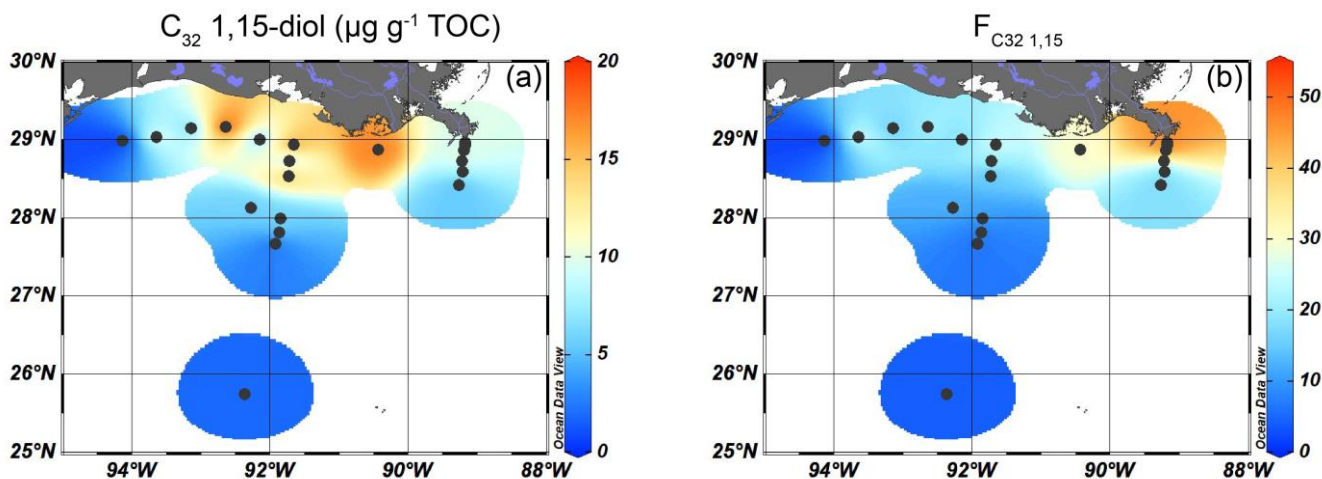 C₃₂ 1,15-diol (µg g⁻¹ TOC)
(a)
30°N
29°N
28°N
27°N
26°N
25°N
94°W 92°W 90°W 88°W
20
15
10
5
0
Ocean Data View
F_C32 1,15
(b)
30°N
29°N
28°N
27°N
26°N
25°N
94°W 92°W 90°W 88°W
50
40
30
20
10
0
Ocean Data View